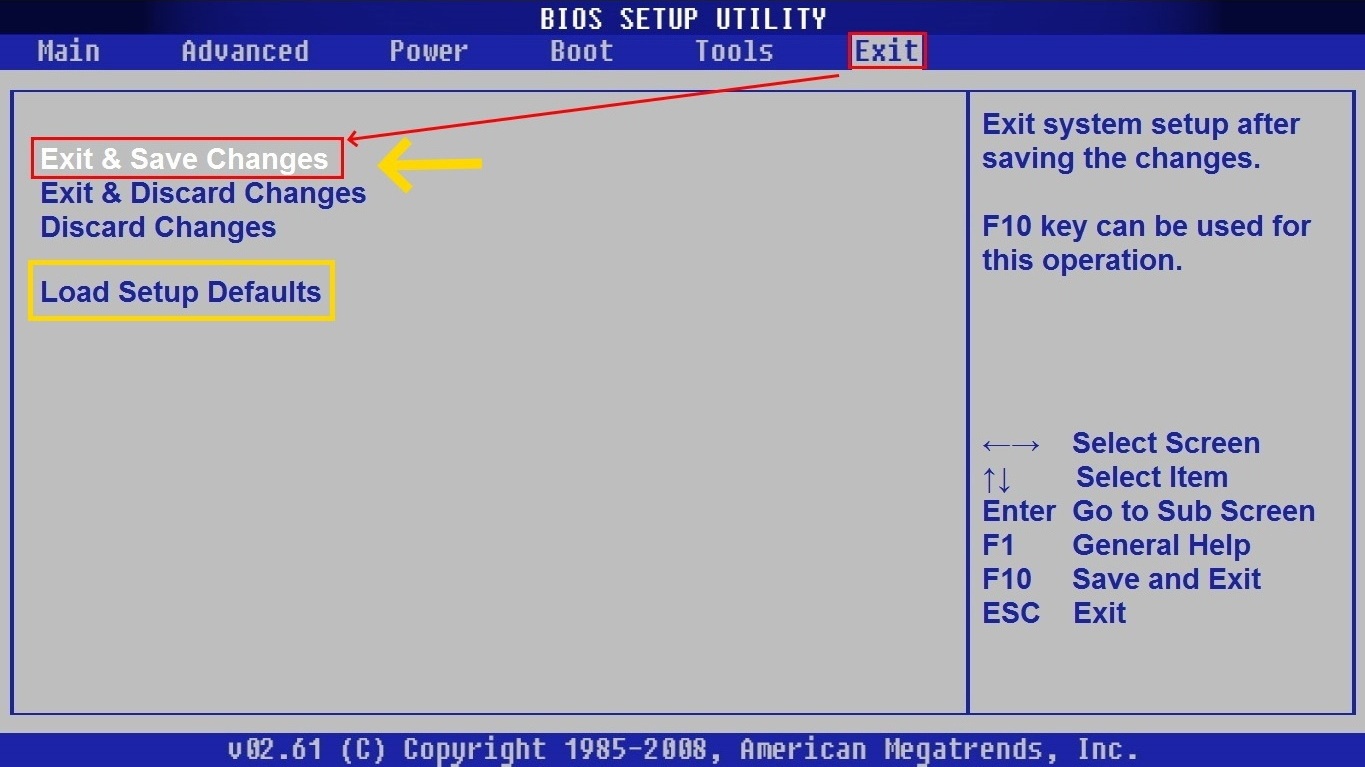 BIOS SETUP UTILITY
Main Advanced Power Boot Tools Exit
Exit & Save Changes
Exit & Discard Changes
Discard Changes
Load Setup Defaults
Exit system setup after
saving the changes.
F10 key can be used for
this operation.
←→ Select Screen
↑↓ Select Item
Enter Go to Sub Screen
F1 General Help
F10 Save and Exit
ESC Exit
v02.61 (C) Copyright 1985-2008, American Megatrends, Inc.